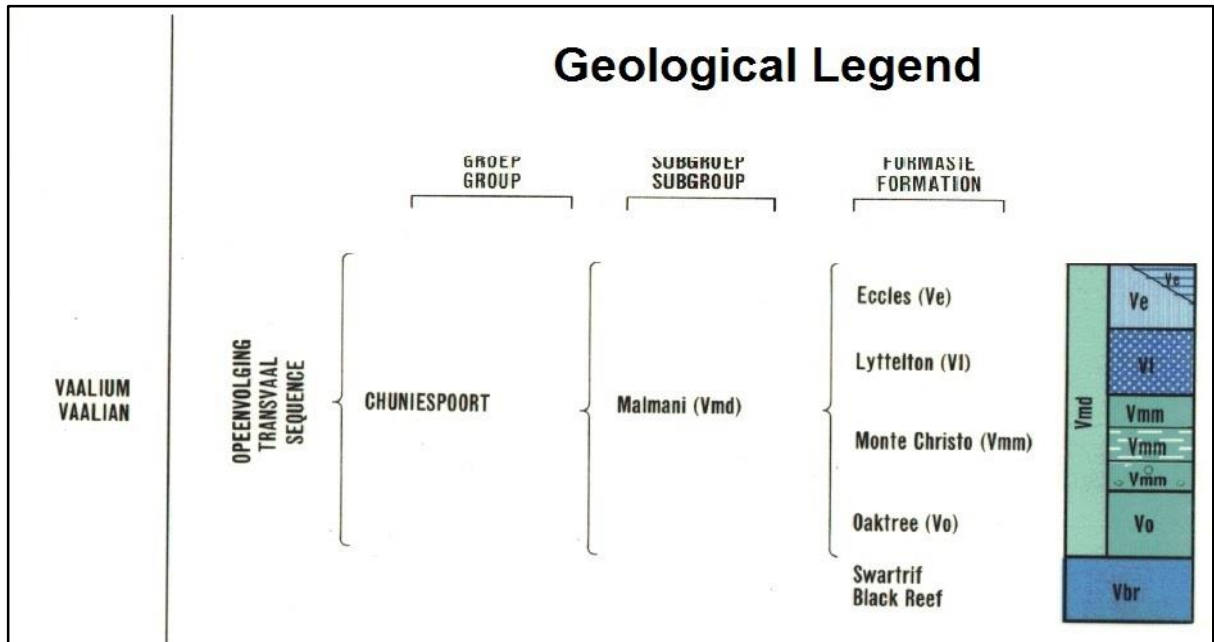 Geological Legend
GROEP
GROUP
SUBGROEP
SUBGROUP
FORMASIE
FORMATION
VAALIUM
VAALIAN
OPEENVOLGING
TRANSVAAL
SEQUENCE
CHUNIESPOORT
Malmani (Vmd)
Eccles (Ve)
Lyttelton (Vl)
Monte Christo (Vmm)
Oaktree (Vo)
Swartrif
Black Reef
Vmd
Ve
Ve
Vl
Vmm
Vmm
Vmm
Vo
Vbr